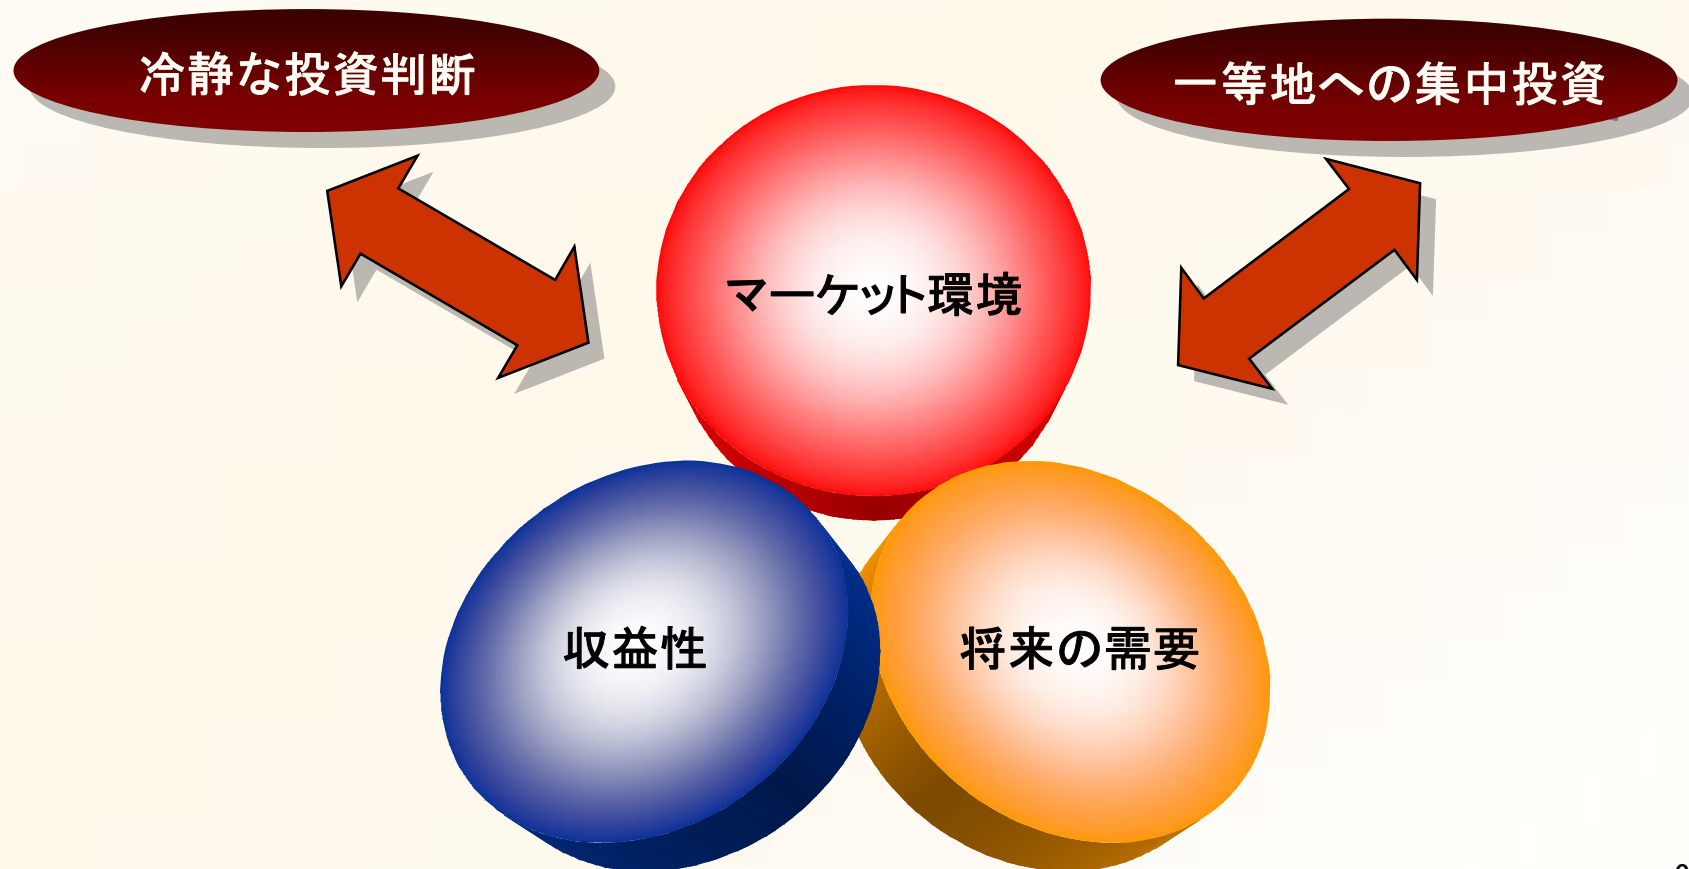 冷静な投資判断
一等地への集中投資
マーケット環境
収益性
将来の需要